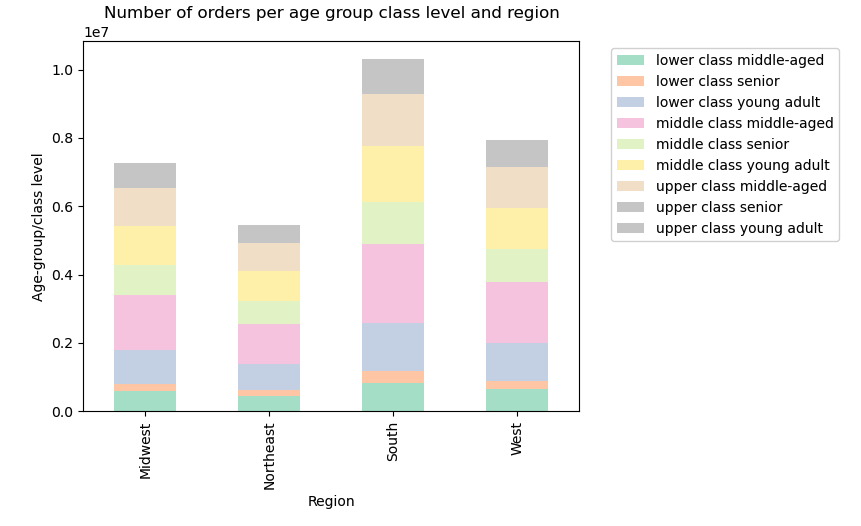 Number of orders per age group class level and region
1e7
1.0
0.8
0.6
0.4
0.2
0.0
Age-group/class level
Midwest
Northeast
South
West
Region
lower class middle-aged
lower class senior
lower class young adult
middle class middle-aged
middle class senior
middle class young adult
upper class middle-aged
upper class senior
upper class young adult